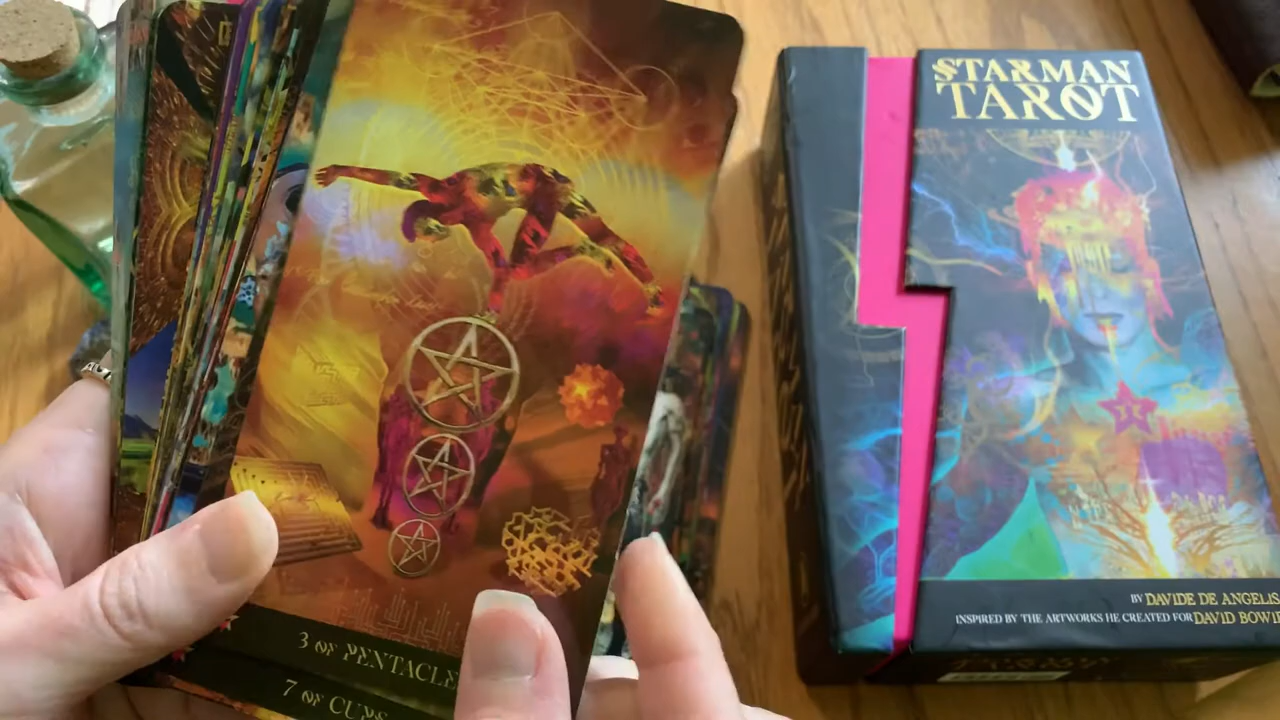 STARMAN
TAROT
BY DAVIDE DE ANGELIS
INSPIRED BY THE ARTWORKS HE CREATED FOR DAVID BOWIE
3 OF PENTACLE
7 OF CUPS